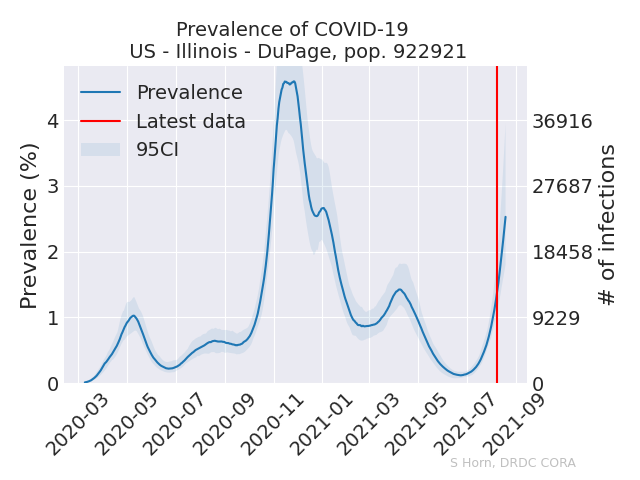 Prevalence of COVID-19
US - Illinois - DuPage, pop. 922921
Prevalence
Latest data
95CI
Prevalence (%)
4
3
2
1
0
36916
27687
18458
9229
0
# of infections
2020-03
2020-05
2020-07
2020-09
2020-11
2021-01
2021-03
2021-05
2021-07
2021-09
S Horn, DRDC CORA